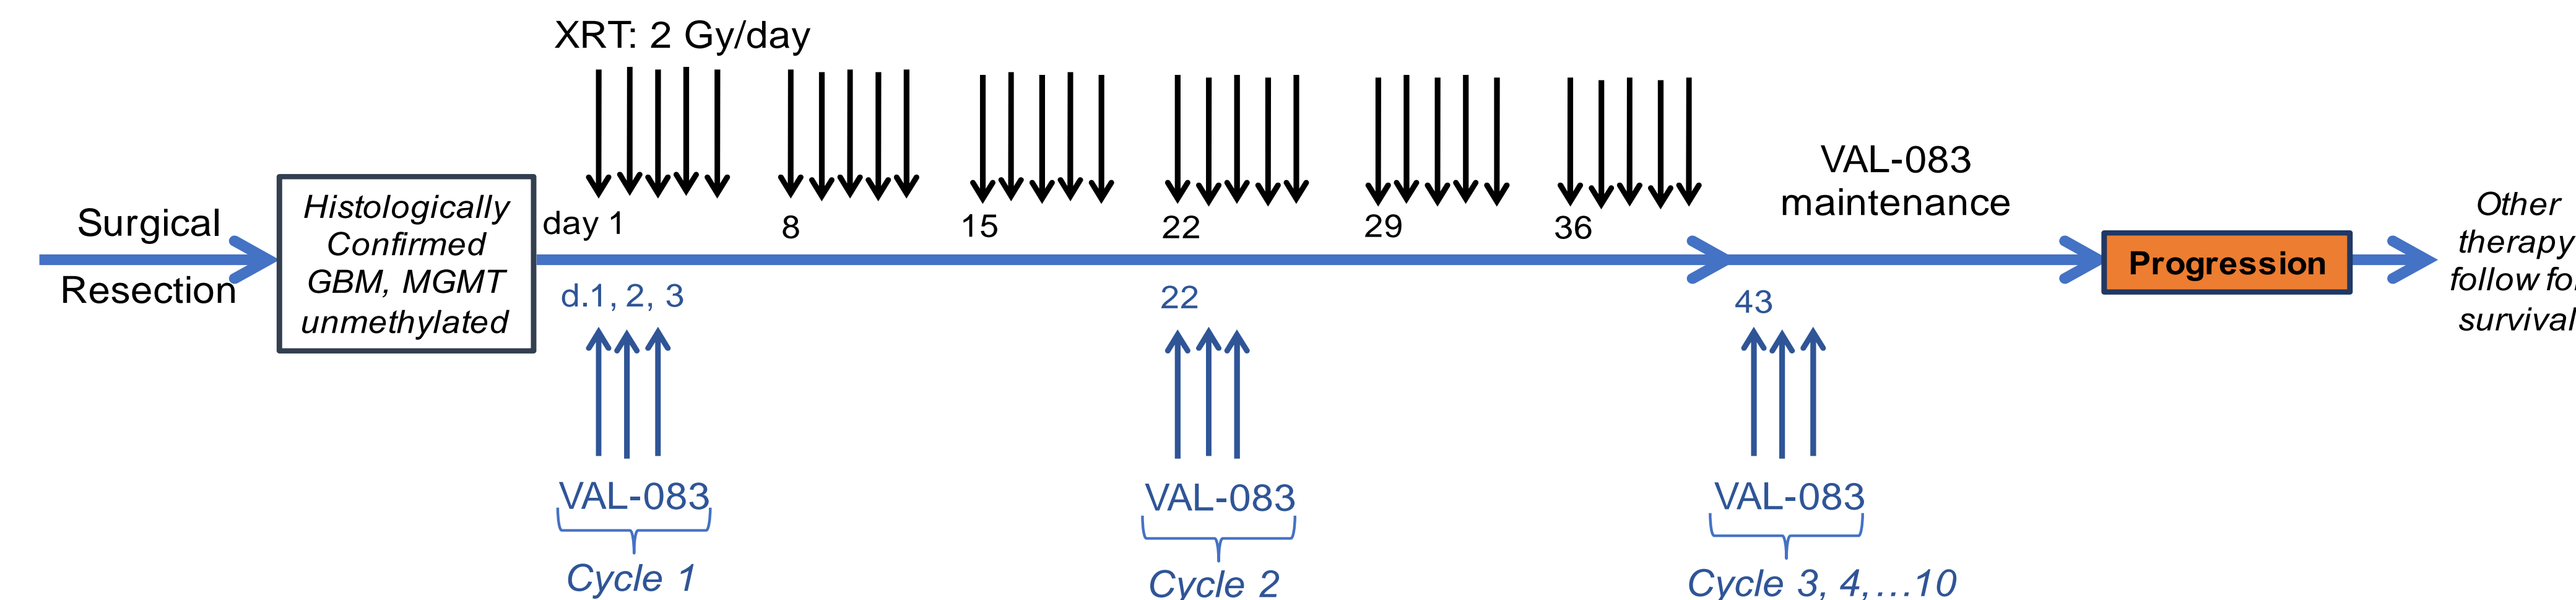 XRT: 2 Gy/day
Surgical
Resection
Histologically
Confirmed
GBM, MGMT
unmethylated
day 1
8
15
22
29
36
VAL-083
maintenance
Progression
Other
therapy
follow
survival
d.1, 2, 3
22
43
VAL-083
VAL-083
VAL-083
Cycle 1
Cycle 2
Cycle 3, 4,...10